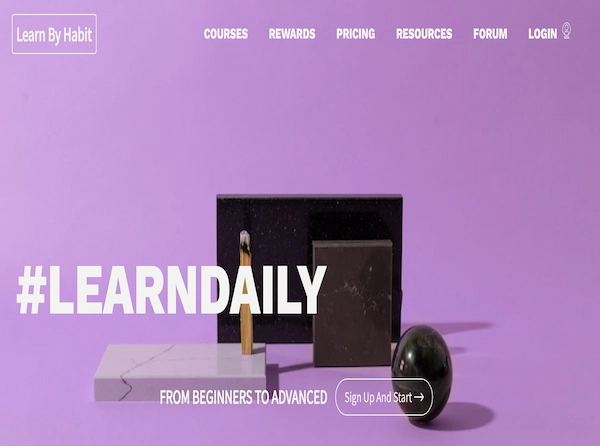 Learn By Habit
COURSES REWARDS PRICING RESOURCES FORUM LOGIN
#LEARNDAILY
FROM BEGINNERS TO ADVANCED Sign Up And Start →